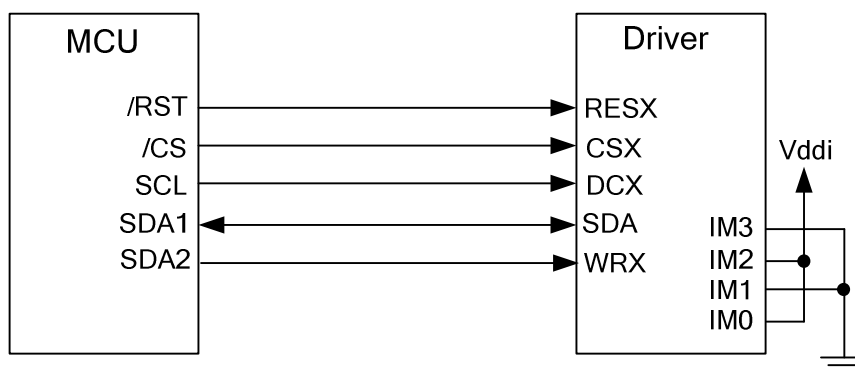 MCU
Driver
/RST
RESX
/CS
CSX
Vddi
SCL
DCX
SDA1
SDA
IM3
SDA2
WRX
IM2
IM1
IM0